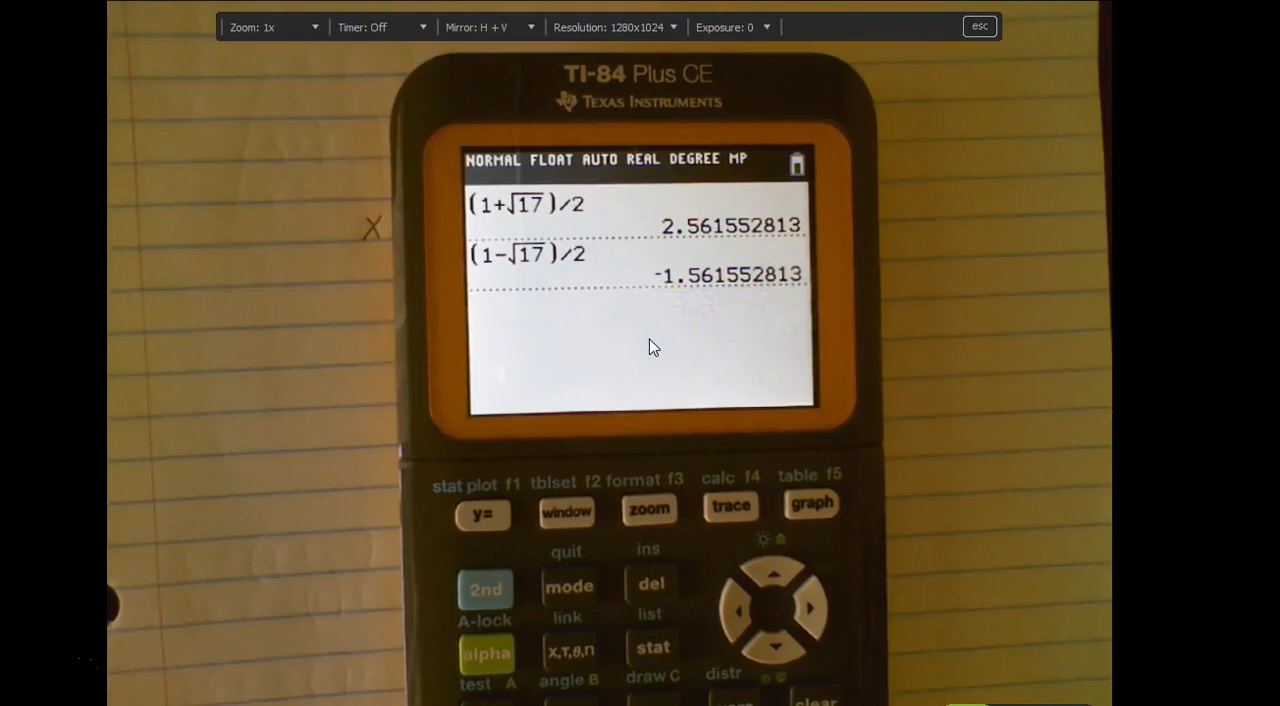 Zoom: 1x Timer: Off Mirror: H + V Resolution: 1280x1024 Exposure: 0 esc
TI-84 Plus CE
TEXAS INSTRUMENTS
NORMAL FLOAT AUTO REAL DEGREE MP
(1+√17)/2
2.561552813
X
(1-√17)/2
-1.561552813
stat plot f1 tblset f2 format f3 calc f4 table f5
y= window zoom trace graph
quit ins
2nd mode del
A-lock link list
alpha X,T,θ,n stat
test A angle B draw C distr
clear